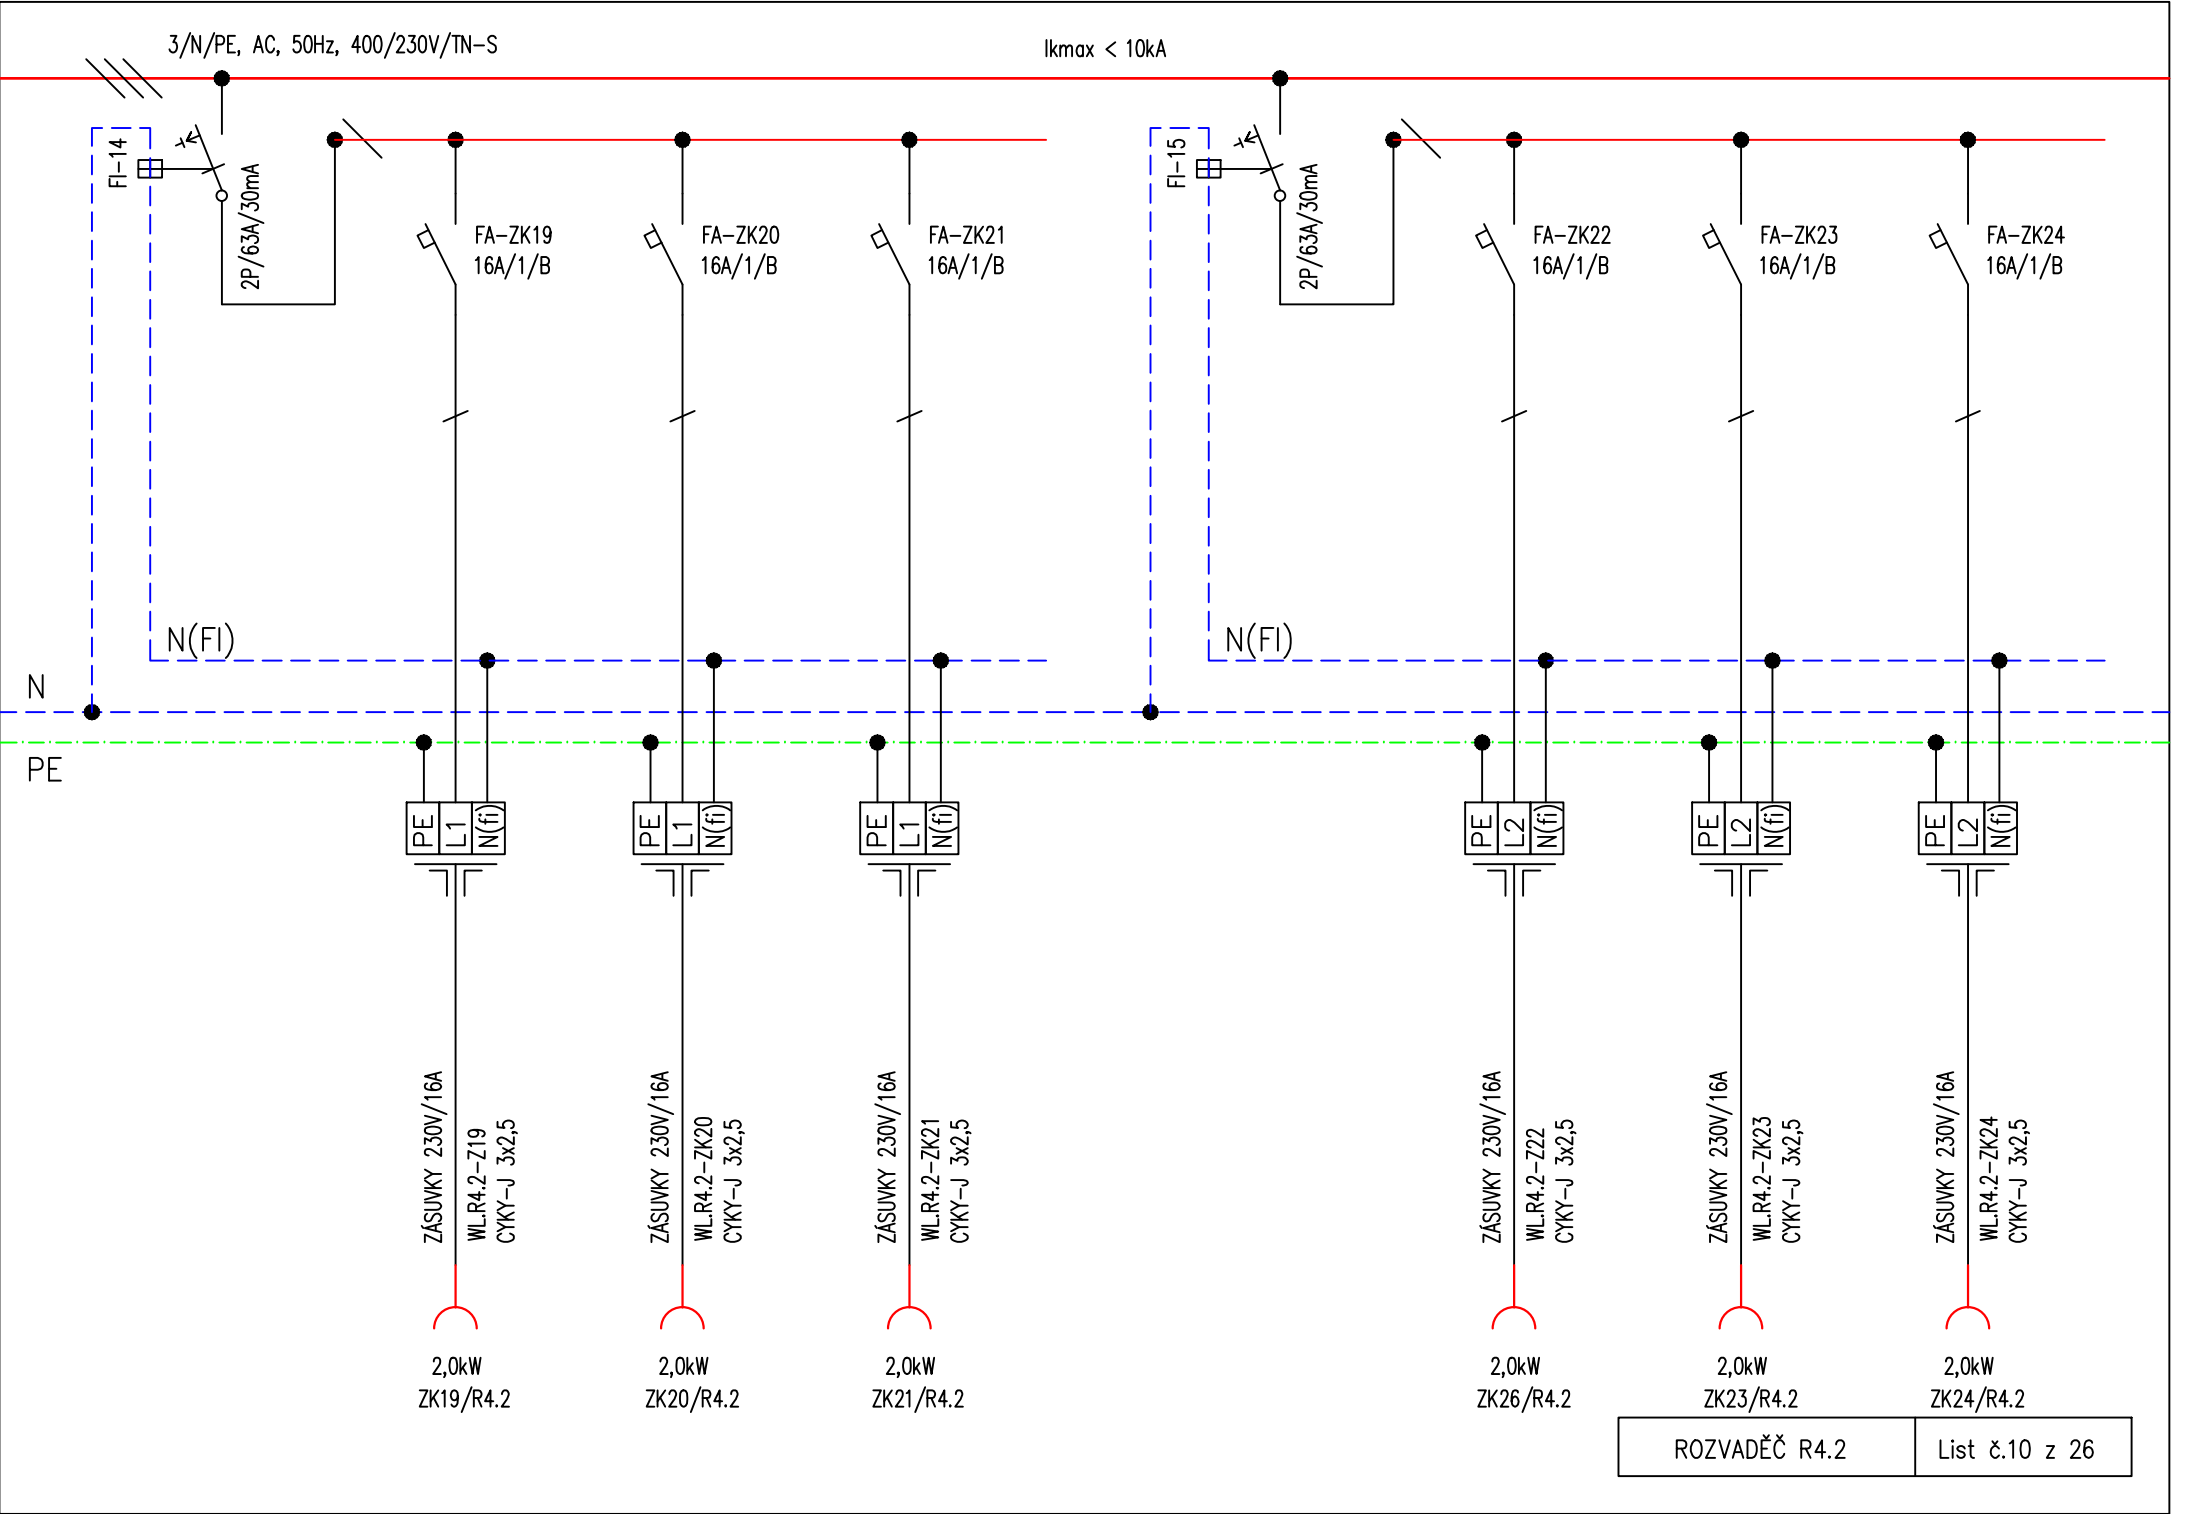 3/N/PE, AC, 50Hz, 400/230V/TN-S
Ikmax < 10kA
FI-14
2P/63A/30mA
FA-ZK19
16A/1/B
FA-ZK20
16A/1/B
FA-ZK21
16A/1/B
FI-15
2P/63A/30mA
FA-ZK22
16A/1/B
FA-ZK23
16A/1/B
FA-ZK24
16A/1/B
N(FI)
N(FI)
N
PE
PE
L1
N(fi)
PE
L1
N(fi)
PE
L1
N(fi)
PE
L2
N(fi)
PE
L2
N(fi)
PE
L2
N(fi)
ZÁSUVKY 230V/16A
WL.R4.2-Z19
CYKY-J 3x2,5
ZÁSUVKY 230V/16A
WL.R4.2-ZK20
CYKY-J 3x2,5
ZÁSUVKY 230V/16A
WL.R4.2-ZK21
CYKY-J 3x2,5
ZÁSUVKY 230V/16A
WL.R4.2-Z22
CYKY-J 3x2,5
ZÁSUVKY 230V/16A
WL.R4.2-ZK23
CYKY-J 3x2,5
ZÁSUVKY 230V/16A
WL.R4.2-ZK24
CYKY-J 3x2,5
2,0kW
ZK19/R4.2
2,0kW
ZK20/R4.2
2,0kW
ZK21/R4.2
2,0kW
ZK26/R4.2
2,0kW
ZK23/R4.2
2,0kW
ZK24/R4.2
ROZVADĚČ R4.2
List č.10 z 26